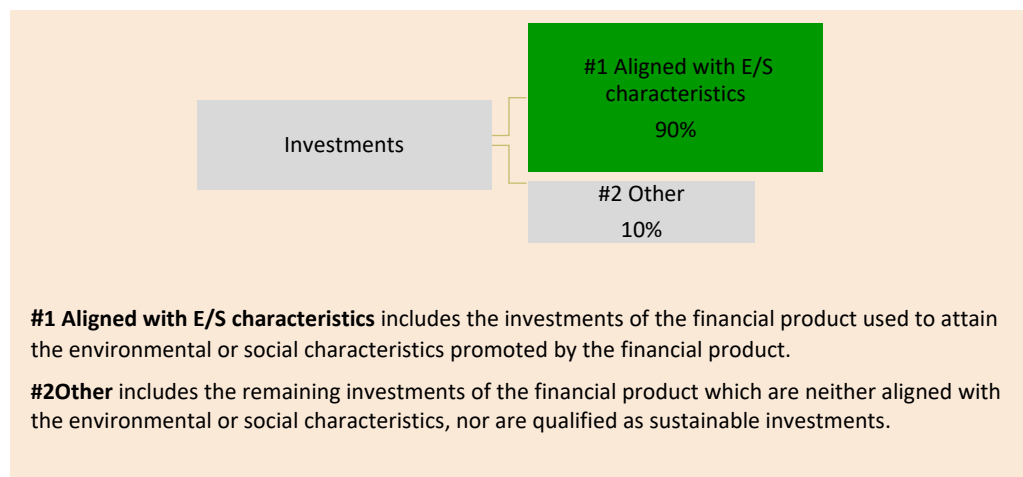 #1 Aligned with E/S
characteristics
90%
Investments
#2 Other
10%
#1 Aligned with E/S characteristics includes the investments of the financial product used to attain
the environmental or social characteristics promoted by the financial product.
#2Other includes the remaining investments of the financial product which are neither aligned with
the environmental or social characteristics, nor are qualified as sustainable investments.